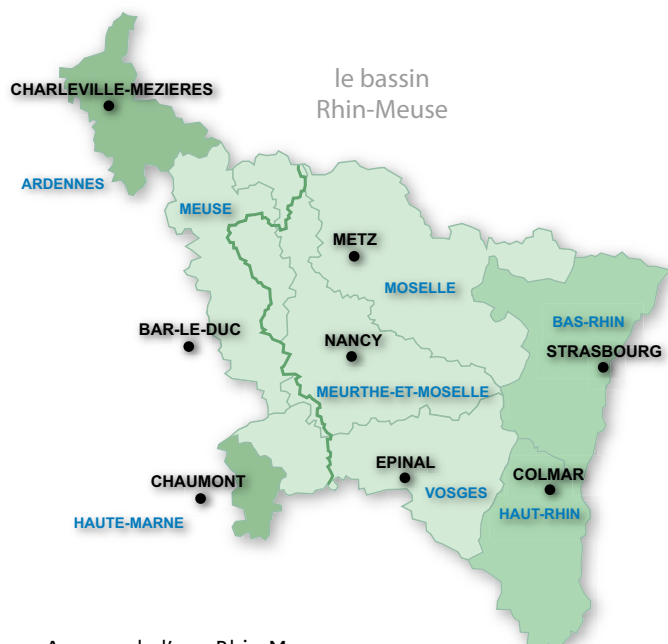 le bassin
Rhin-Meuse
CHARLEVILLE-MEZIERES
ARDENNES
MEUSE
METZ
MOSELLE
BAS-RHIN
BAR-LE-DUC
NANCY
STRASBOURG
MEURTHE-ET-MOSELLE
EPINAL
CHAUMONT
COLMAR
VOSGES
HAUTE-MARNE
HAUT-RHIN